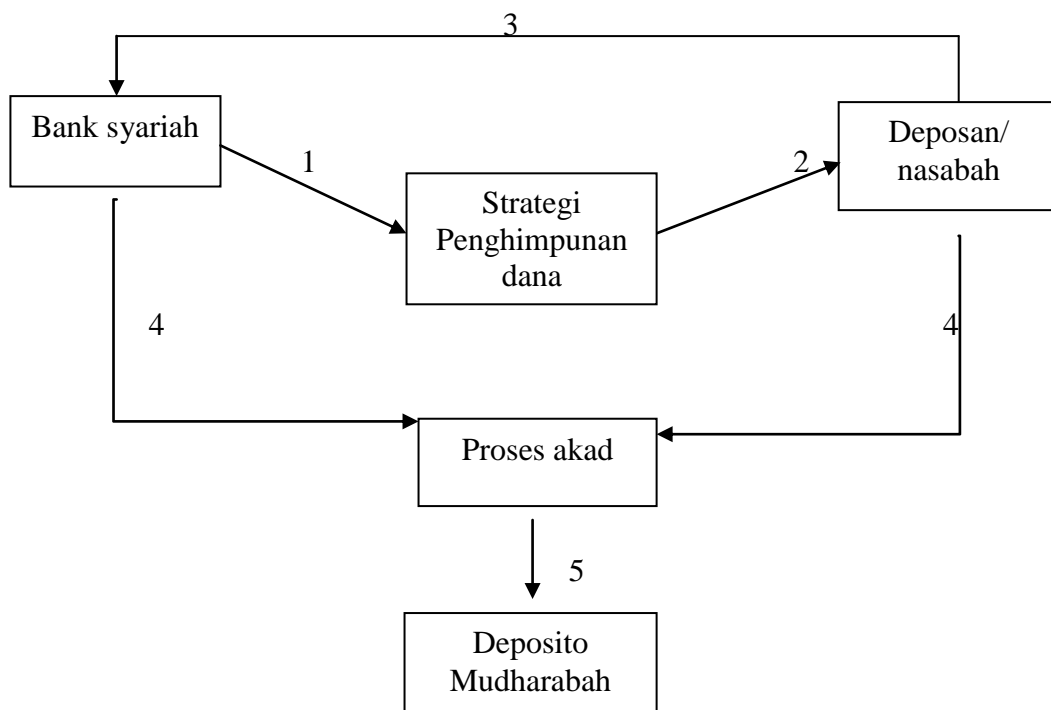 3
Bank syariah
Deposan/
nasabah
1
2
Strategi
Penghimpunan
dana
4
4
Proses akad
5
Deposito
Mudharabah